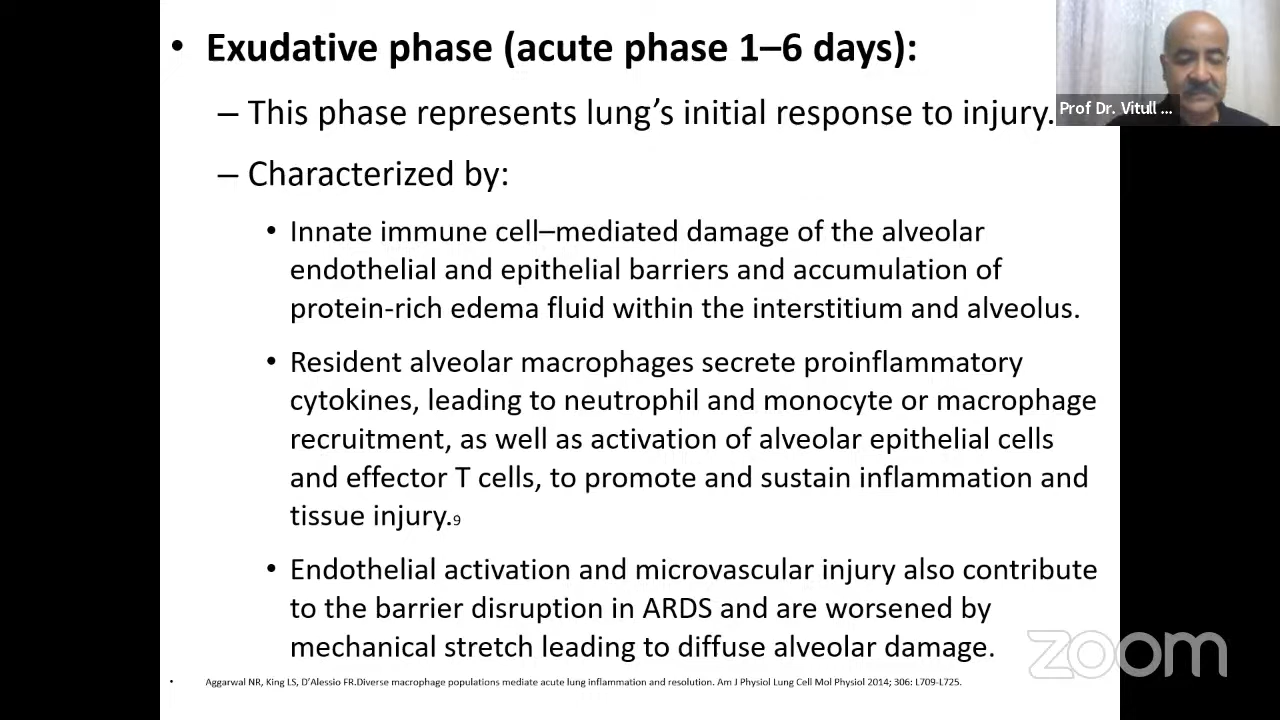 • Exudative phase (acute phase 1–6 days):
– This phase represents lung’s initial response to injury.
Prof Dr. Vitull ...
– Characterized by:
• Innate immune cell–mediated damage of the alveolar
endothelial and epithelial barriers and accumulation of
protein-rich edema fluid within the interstitium and alveolus.
• Resident alveolar macrophages secrete proinflammatory
cytokines, leading to neutrophil and monocyte or macrophage
recruitment, as well as activation of alveolar epithelial cells
and effector T cells, to promote and sustain inflammation and
tissue injury.9
• Endothelial activation and microvascular injury also contribute
to the barrier disruption in ARDS and are worsened by
mechanical stretch leading to diffuse alveolar damage.
zoom
• Aggarwal NR, King LS, D’Alessio FR.Diverse macrophage populations mediate acute lung inflammation and resolution. Am J Physiol Lung Cell Mol Physiol 2014; 306: L709-L725.